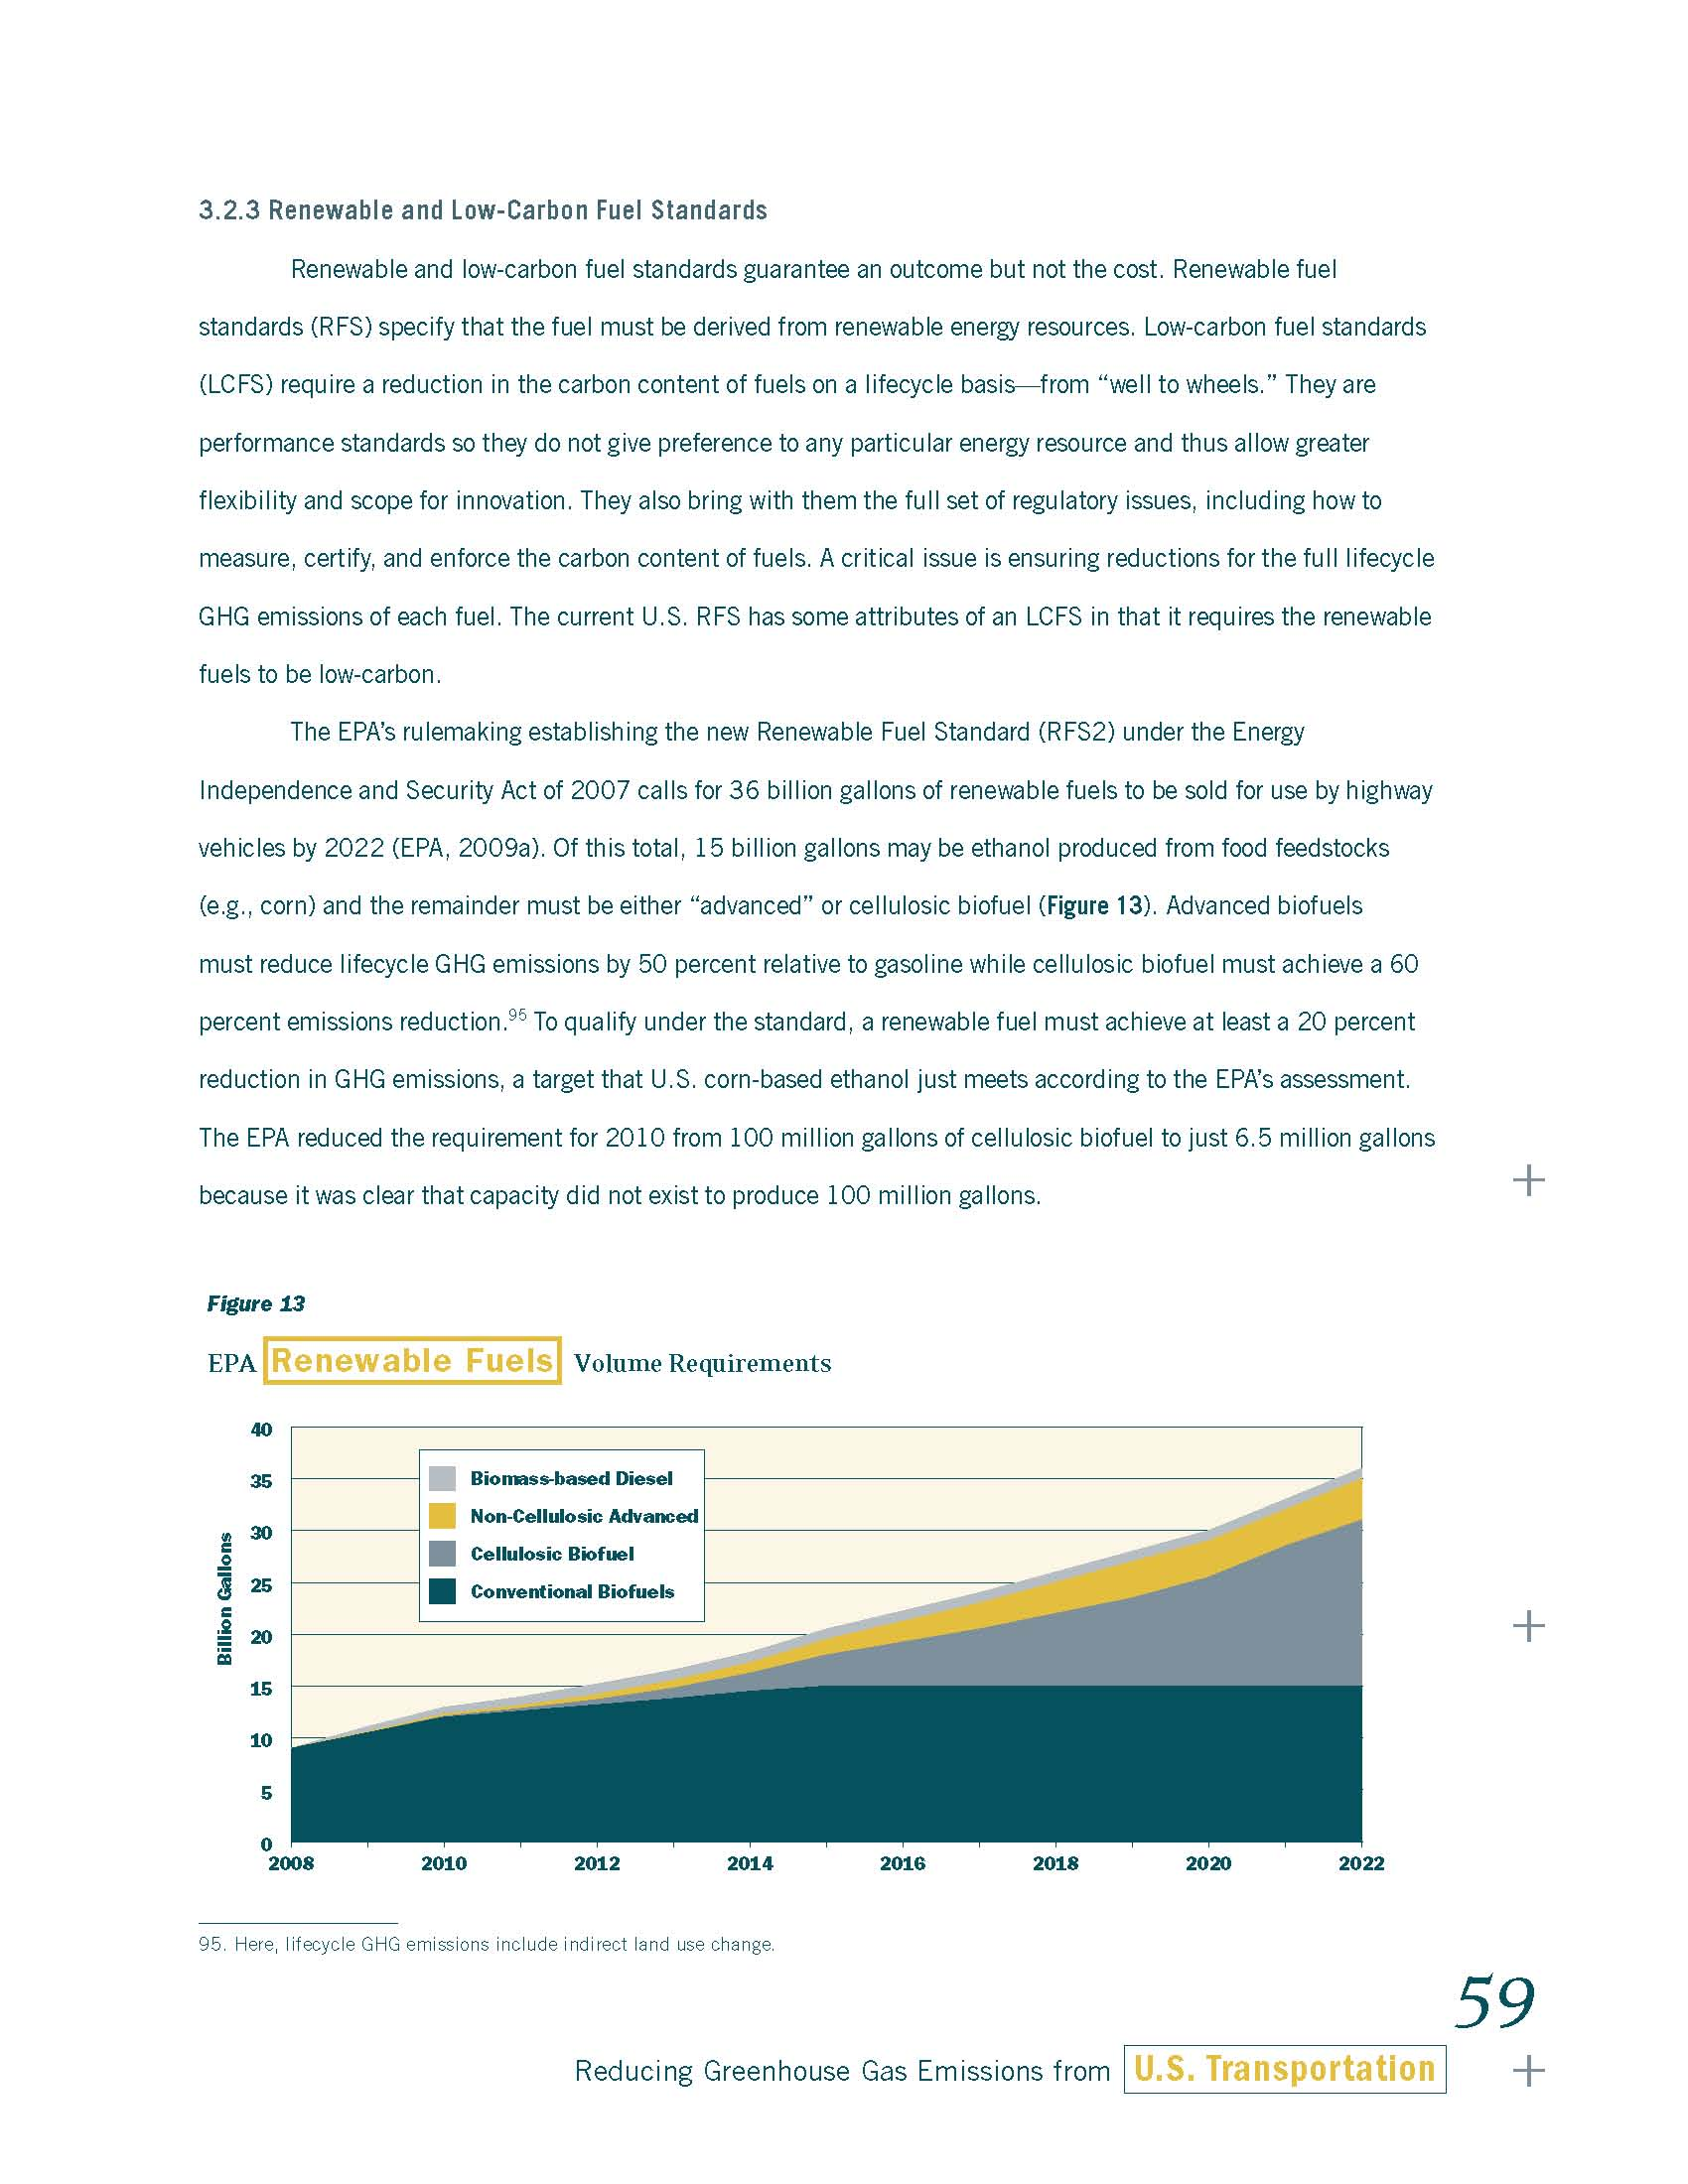 3.2.3 Renewable and Low-Carbon Fuel Standards
Renewable and low-carbon fuel standards guarantee an outcome but not the cost. Renewable fuel
standards (RFS) specify that the fuel must be derived from renewable energy resources. Low-carbon fuel standards
(LCFS) require a reduction in the carbon content of fuels on a lifecycle basis—from “well to wheels.” They are
performance standards so they do not give preference to any particular energy resource and thus allow greater
flexibility and scope for innovation. They also bring with them the full set of regulatory issues, including how to
measure, certify, and enforce the carbon content of fuels. A critical issue is ensuring reductions for the full lifecycle
GHG emissions of each fuel. The current U.S. RFS has some attributes of an LCFS in that it requires the renewable
fuels to be low-carbon.
The EPA’s rulemaking establishing the new Renewable Fuel Standard (RFS2) under the Energy
Independence and Security Act of 2007 calls for 36 billion gallons of renewable fuels to be sold for use by highway
vehicles by 2022 (EPA, 2009a). Of this total, 15 billion gallons may be ethanol produced from food feedstocks
(e.g., corn) and the remainder must be either “advanced” or cellulosic biofuel (Figure 13). Advanced biofuels
must reduce lifecycle GHG emissions by 50 percent relative to gasoline while cellulosic biofuel must achieve a 60
percent emissions reduction.95 To qualify under the standard, a renewable fuel must achieve at least a 20 percent
reduction in GHG emissions, a target that U.S. corn-based ethanol just meets according to the EPA’s assessment.
The EPA reduced the requirement for 2010 from 100 million gallons of cellulosic biofuel to just 6.5 million gallons
because it was clear that capacity did not exist to produce 100 million gallons.
Figure 13
EPA Renewable Fuels Volume Requirements
Billion Gallons
40
35
30
25
20
15
10
5
0
Biomass-based Diesel
Non-Cellulosic Advanced
Cellulosic Biofuel
Conventional Biofuels
2008 2010 2012 2014 2016 2018 2020 2022
95. Here, lifecycle GHG emissions include indirect land use change.
59
Reducing Greenhouse Gas Emissions from U.S. Transportation